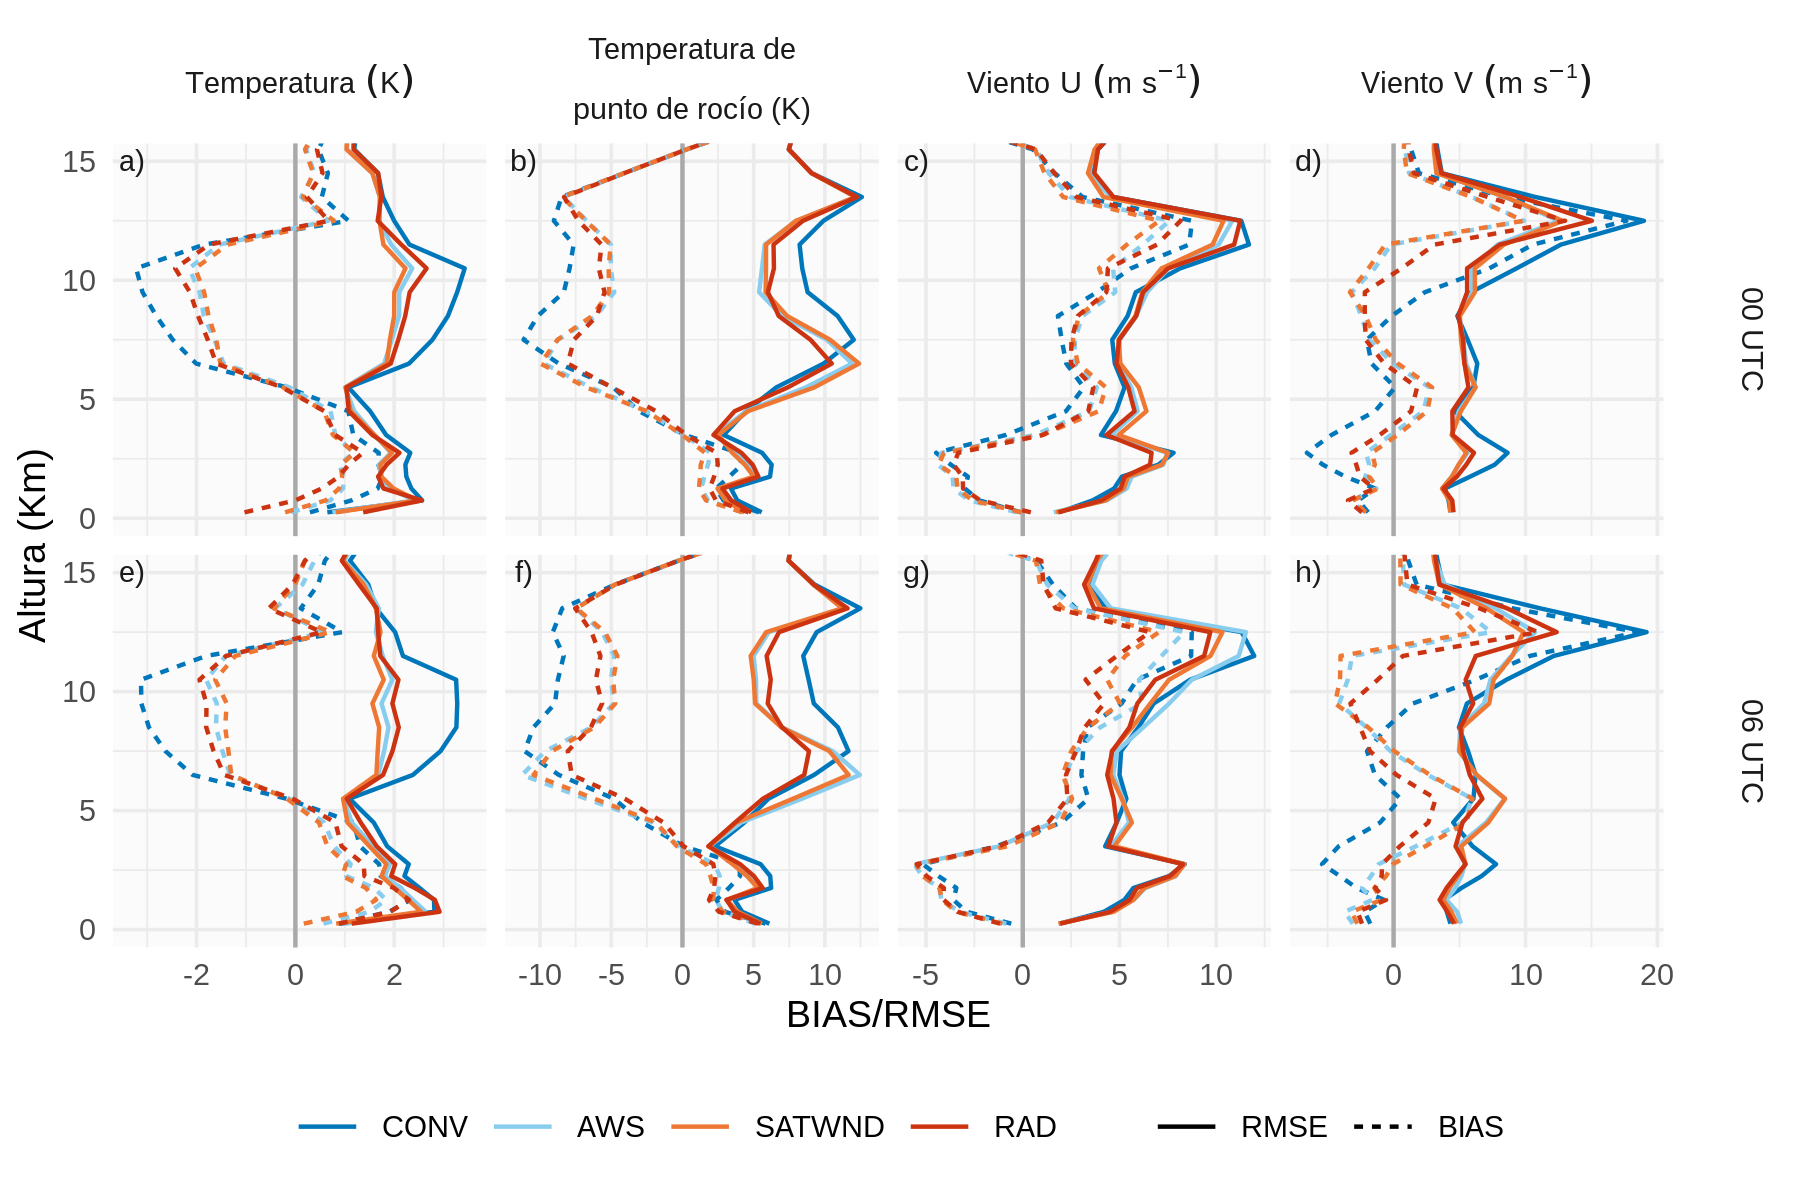 Temperatura (K)
Temperatura de
punto de rocío (K)
Viento U (m s⁻¹)
Viento V (m s⁻¹)
a)
b)
c)
d)
15
10
5
0
00 UTC
e)
f)
g)
h)
15
10
5
0
06 UTC
Altura (Km)
-2 0 2
-10 -5 0 5 10
-5 0 5 10
0 10 20
BIAS/RMSE
CONV AWS SATWND RAD RMSE BIAS